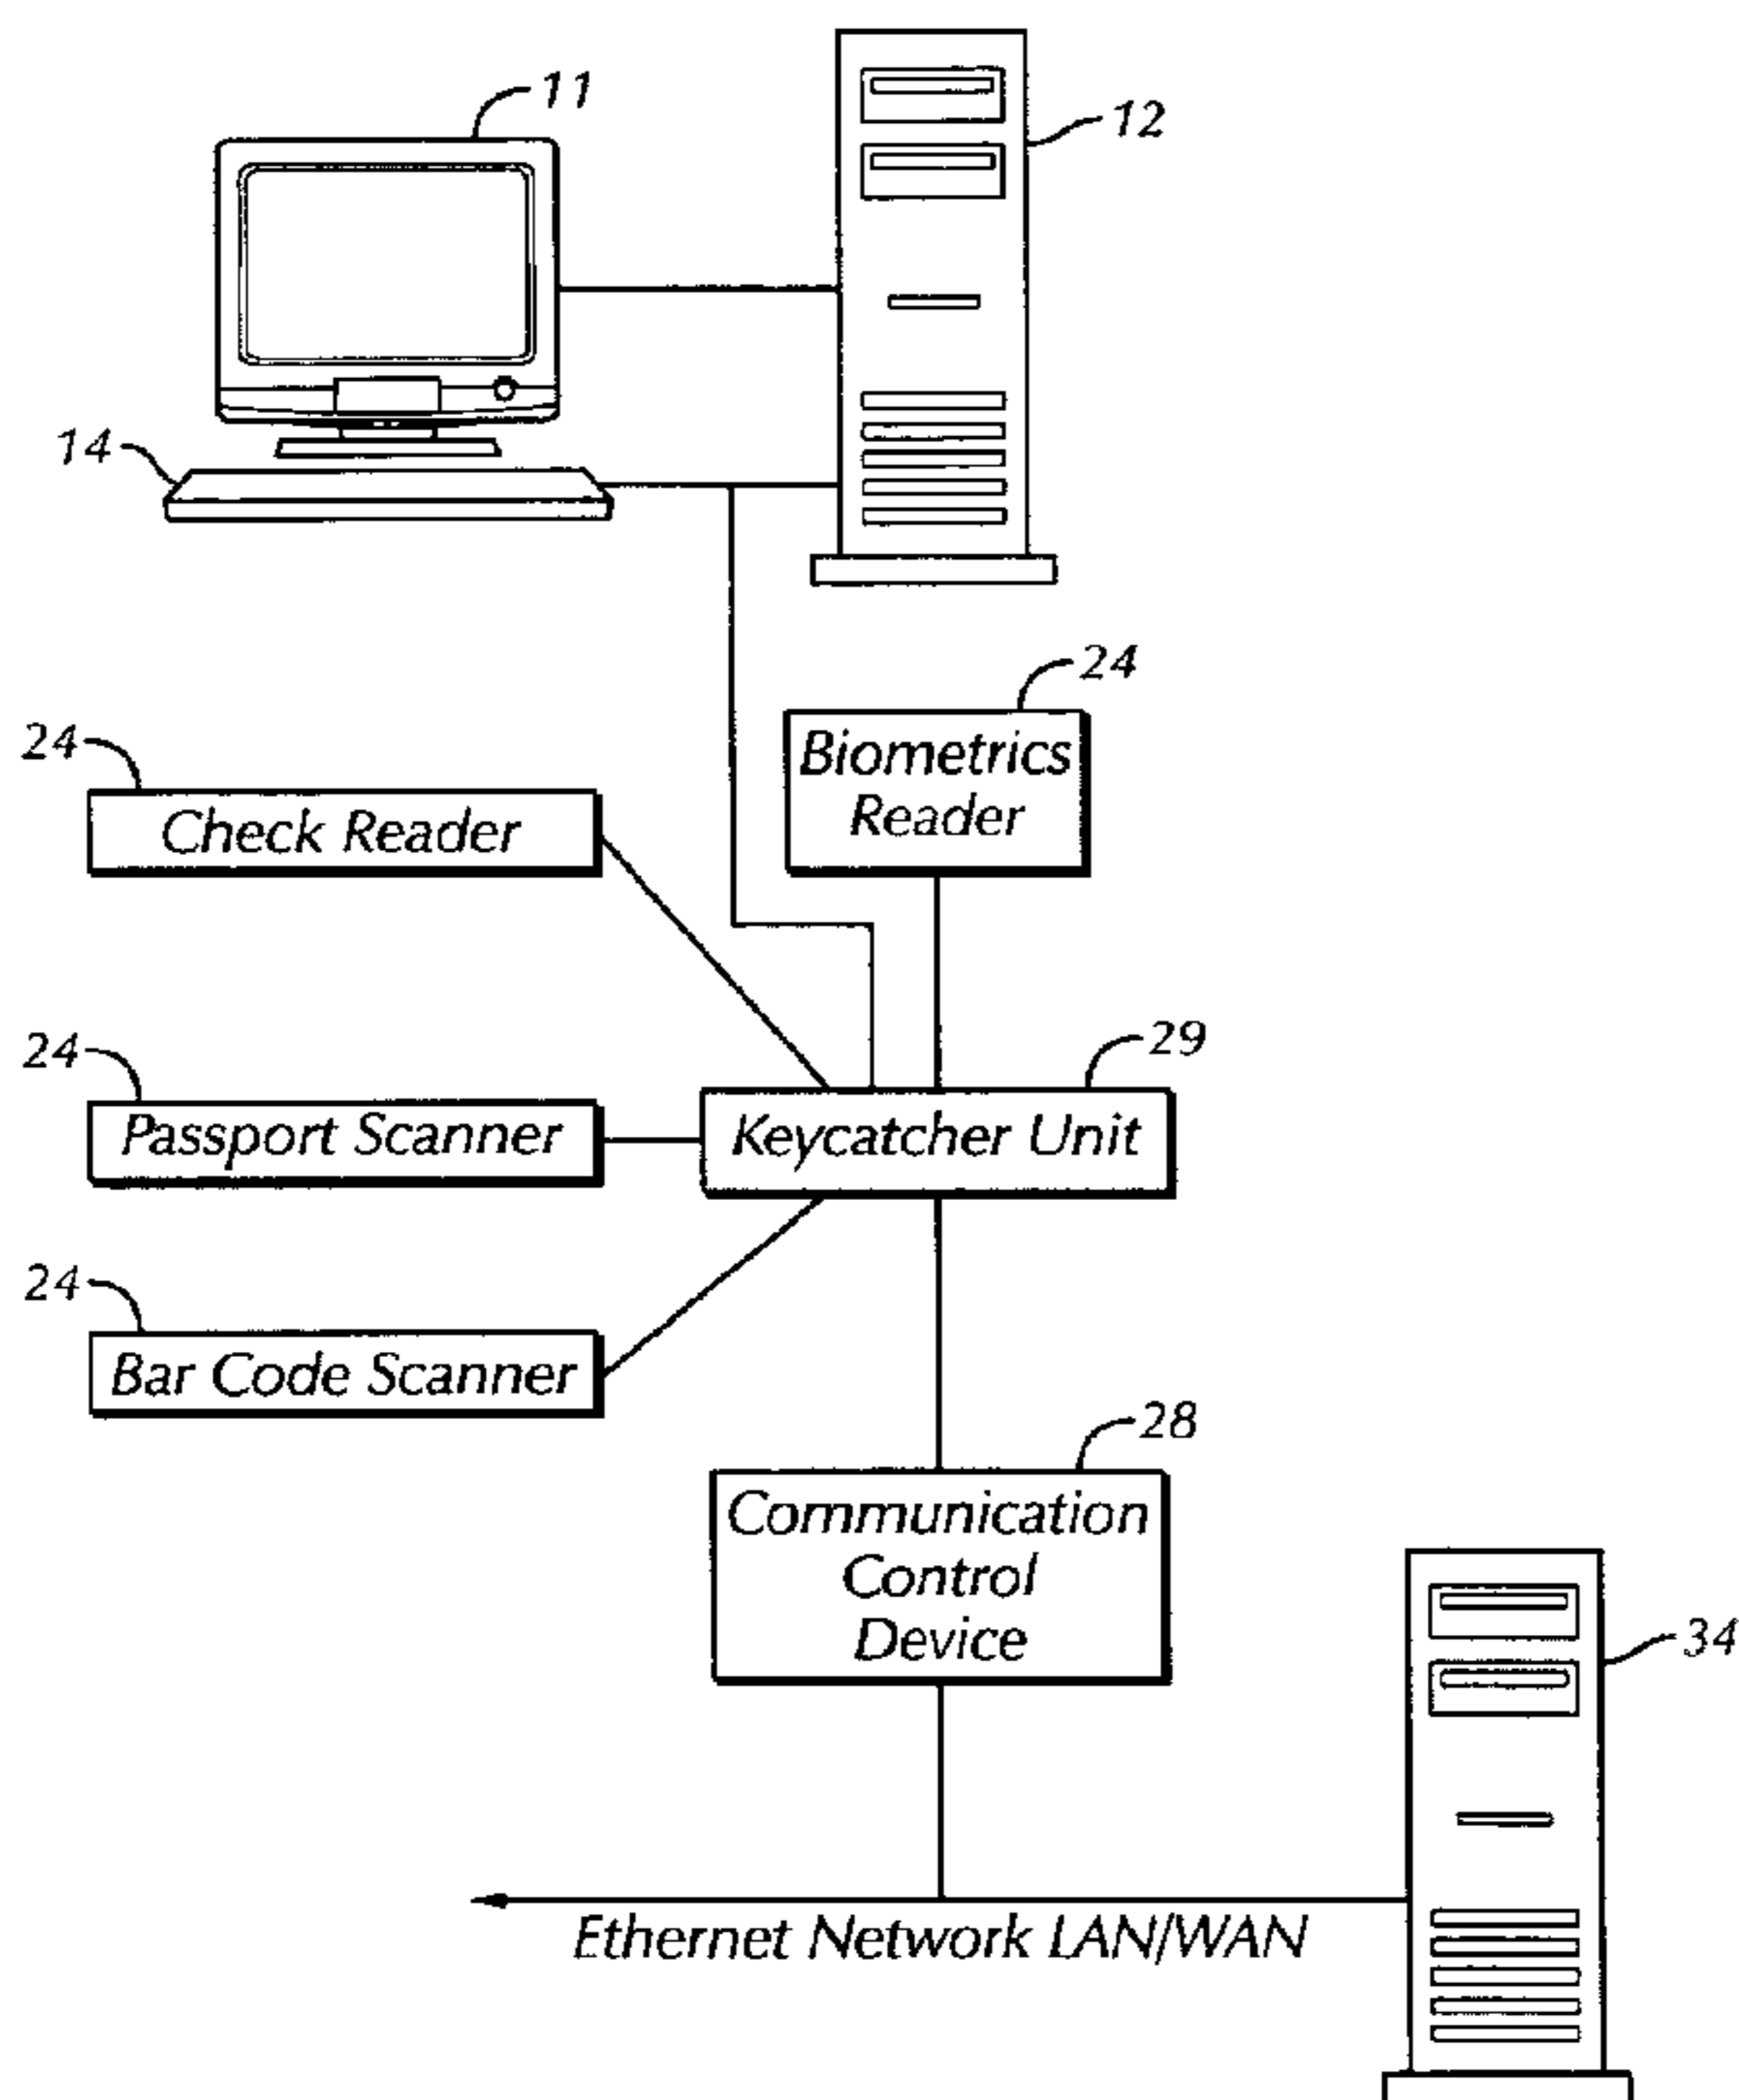 11
12
14
24
Biometrics
Reader
24
Check Reader
24
Passport Scanner
29
Keycatcher Unit
24
Bar Code Scanner
28
Communication
Control
Device
34
Ethernet Network LAN/WAN